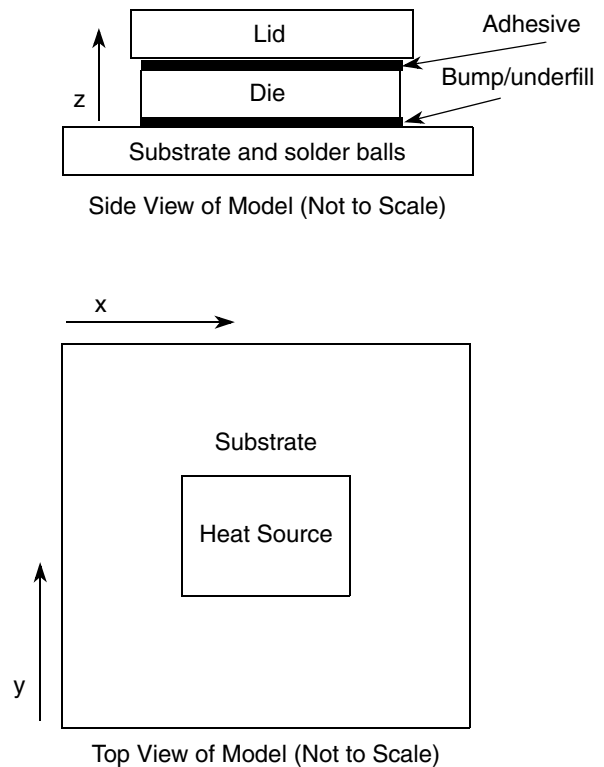 Lid
Adhesive
z
Die
Bump/underfill
Substrate and solder balls
Side View of Model (Not to Scale)
x
Substrate
Heat Source
y
Top View of Model (Not to Scale)